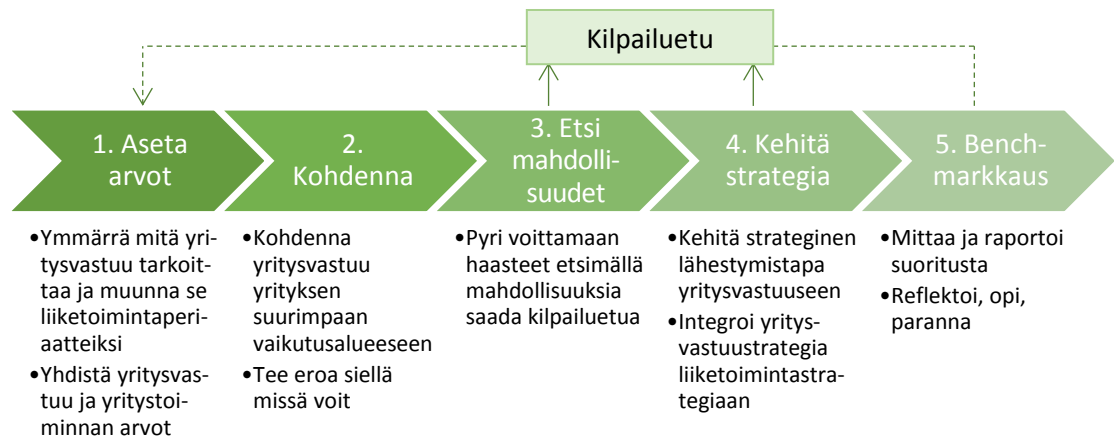 Kilpailuetu
1. Aseta
arvot
2.
Kohdenna
3. Etsi
mahdolli-
suudet
4. Kehitä
strategia
5. Bench-
markkaus
•Ymmärrä mitä yri-
tysvastuu tarkoit-
taa ja muunna se
liiketoimintaperi-
aatteiksi
•Yhdistä yritysvas-
tuu ja yritystoi-
minnan arvot
•Kohdenna
yritysvastuu
yrityksen
suurimpaan
vaikutusalueeseen
•Tee eroa siellä
missä voit
•Pyri voittamaan
haasteet etsimällä
mahdollisuuksia
saada kilpailuetua
•Kehitä strateginen
lähestymistapa
yritysvastuuseen
•Integroi yritys-
vastuustrategia
liiketoimintastra-
tegiaan
•Mittaa ja raportoi
suoritusta
•Reflektoi, opi,
paranna